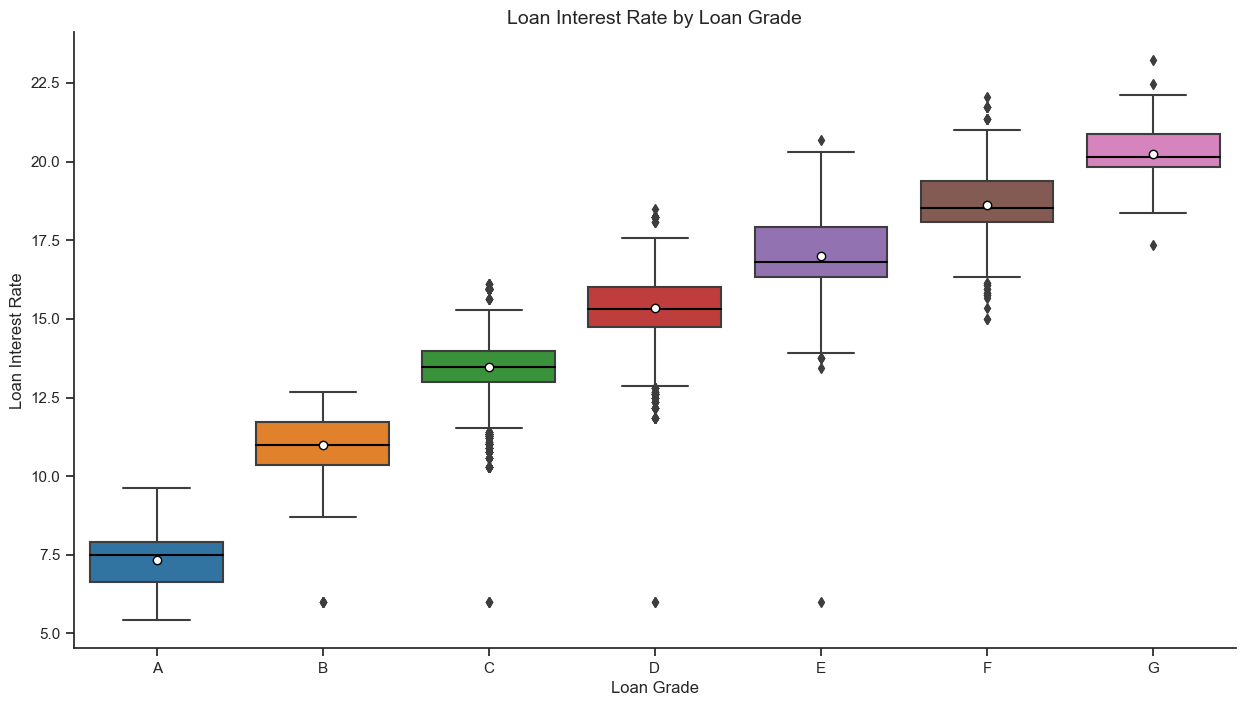 Loan Interest Rate by Loan Grade
Loan Interest Rate
22.5
20.0
17.5
15.0
12.5
10.0
7.5
5.0
A B C D E F G
Loan Grade